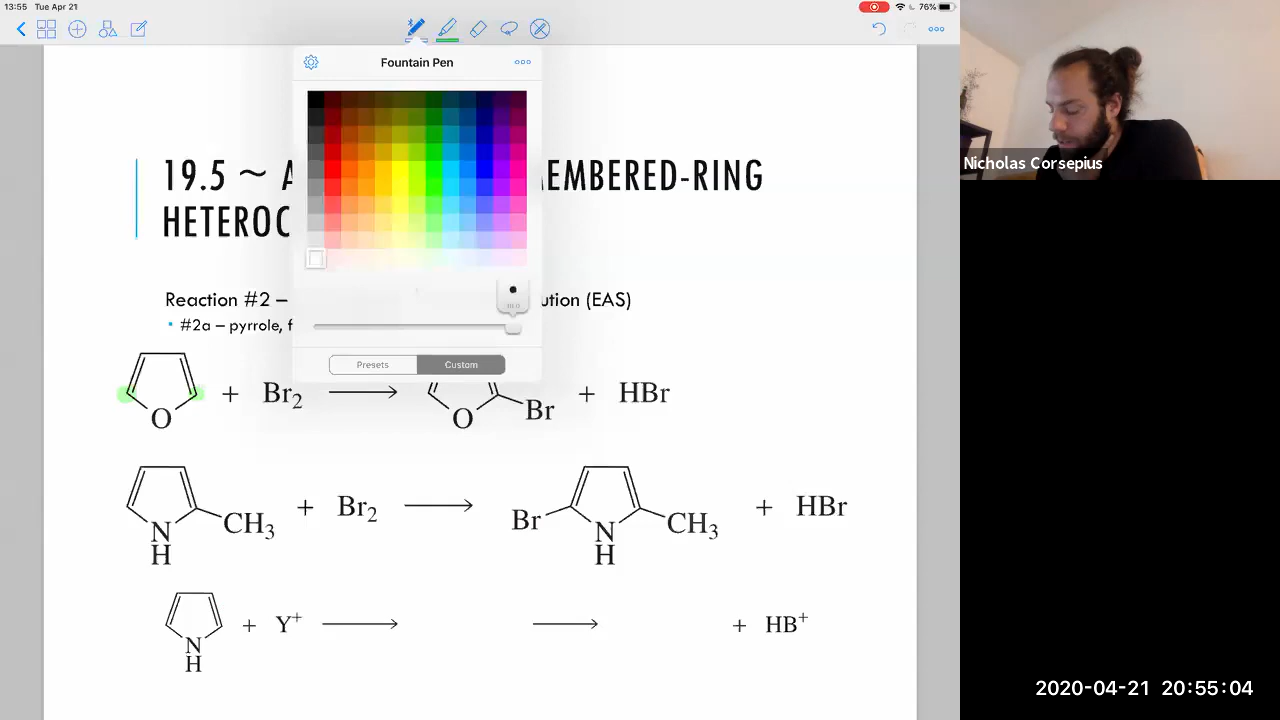 13:55 Tue Apr 21
76%
Fountain Pen
19.5 ~ A EMBERED-RING
HETEROC
Reaction #2 – ution (EAS)
#2a – pyrrole, f
Presets Custom
O + Br2 O Br + HBr
N H CH3 + Br2 Br N H CH3 + HBr
N H + Y+ + HB+
Nicholas Corsepius
2020-04-21 20:55:04